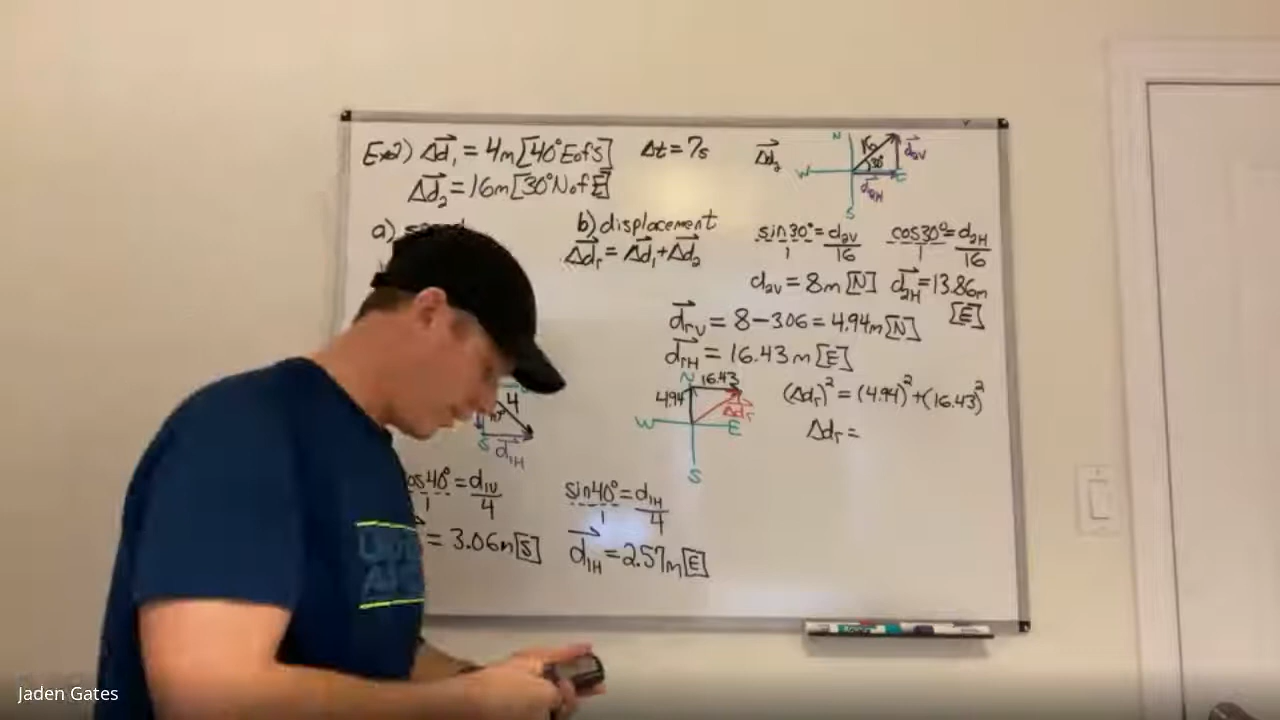 Ex2) Δd₁ = 4m [40° E of S] Δt = 7s
Δd₂ = 16m [30° N of E]
a)
b) displacement
Δdᵣ = Δd₁ + Δd₂
4
S
d₁H
cos40° = d₁V
1 4
= 3.06m [S]
sin40° = d₁H
1 4
d₁H = 2.57m [E]
Δd₂
N
W
E
S
16
30°
d₂V
d₂H
sin30° = d₂V
1 16
cos30° = d₂H
1 16
d₂V = 8m [N]
d₂H = 13.86m
[E]
dᵣV = 8 − 3.06 = 4.94m [N]
dᵣH = 16.43m [E]
N
16.43
4.94
Δdᵣ
W
E
S
(Δdᵣ)² = (4.94)² + (16.43)²
Δdᵣ =
Jaden Gates